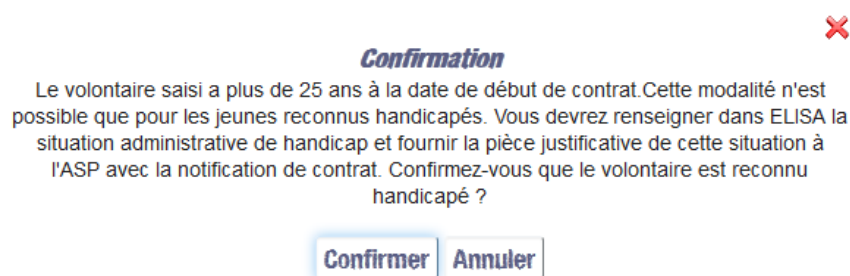 Confirmation
Le volontaire saisi a plus de 25 ans à la date de début de contrat.Cette modalité n'est
possible que pour les jeunes reconnus handicapés. Vous devrez renseigner dans ELISA la
situation administrative de handicap et fournir la pièce justificative de cette situation à
l'ASP avec la notification de contrat. Confirmez-vous que le volontaire est reconnu
handicapé ?
Confirmer Annuler